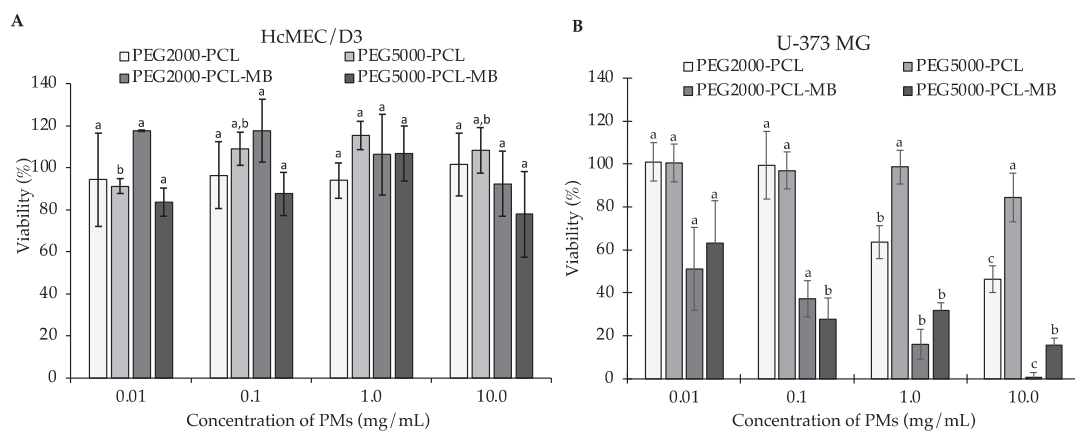 A
HcMEC/D3
PEG2000-PCL PEG5000-PCL
PEG2000-PCL-MB PEG5000-PCL-MB
Viability (%)
140
120
100
80
60
40
20
0
a b a a
a a,b a a
a a a a
a a,b a a
0.01 0.1 1.0 10.0
Concentration of PMs (mg/mL)
B
U-373 MG
PEG2000-PCL PEG5000-PCL
PEG2000-PCL-MB PEG5000-PCL-MB
Viability (%)
140
120
100
80
60
40
20
0
a a a a
a a a b
b a b b
c a c b
0.01 0.1 1.0 10.0
Concentration of PMs (mg/mL)